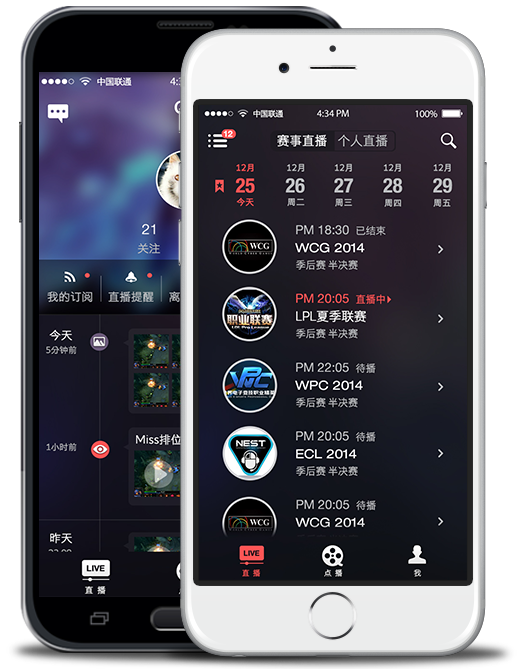 中国联通
4:3
21
关注
我的订阅
直播提醒
离
今天
5分钟前
Miss排位
1小时前
昨天
LIVE
直播
中国联通
4:34 PM
100%
12
赛事直播
个人直播
12月
25
今天
12月
26
周二
12月
27
周三
12月
28
周四
12月
29
周五
PM 18:30 已结束
WCG 2014
季后赛 半决赛
WCG
PM 20:05 直播中
LPL夏季联赛
季后赛 半决赛
职业联赛
LOL Pro League
PM 22:05 待播
WPC 2014
季后赛 半决赛
PM 20:05 待播
ECL 2014
季后赛 半决赛
NEST
PM 20:05 待播
WCG 2014
WCG
LIVE
直播
点播
我